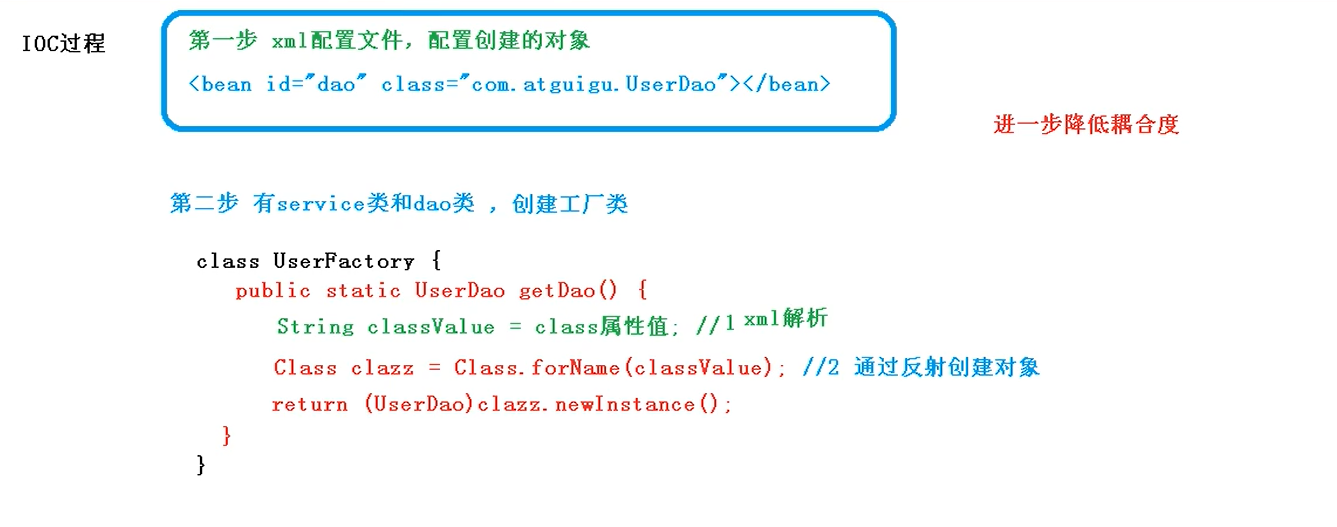 IOC过程
第一步 xml配置文件，配置创建的对象
<bean id="dao" class="com.atguigu.UserDao"></bean>
进一步降低耦合度
第二步 有service类和dao类 ，创建工厂类
class UserFactory {
public static UserDao getDao() {
String classValue = class属性值; //1 xml解析
Class clazz = Class.forName(classValue); //2 通过反射创建对象
return (UserDao)clazz.newInstance();
}
}